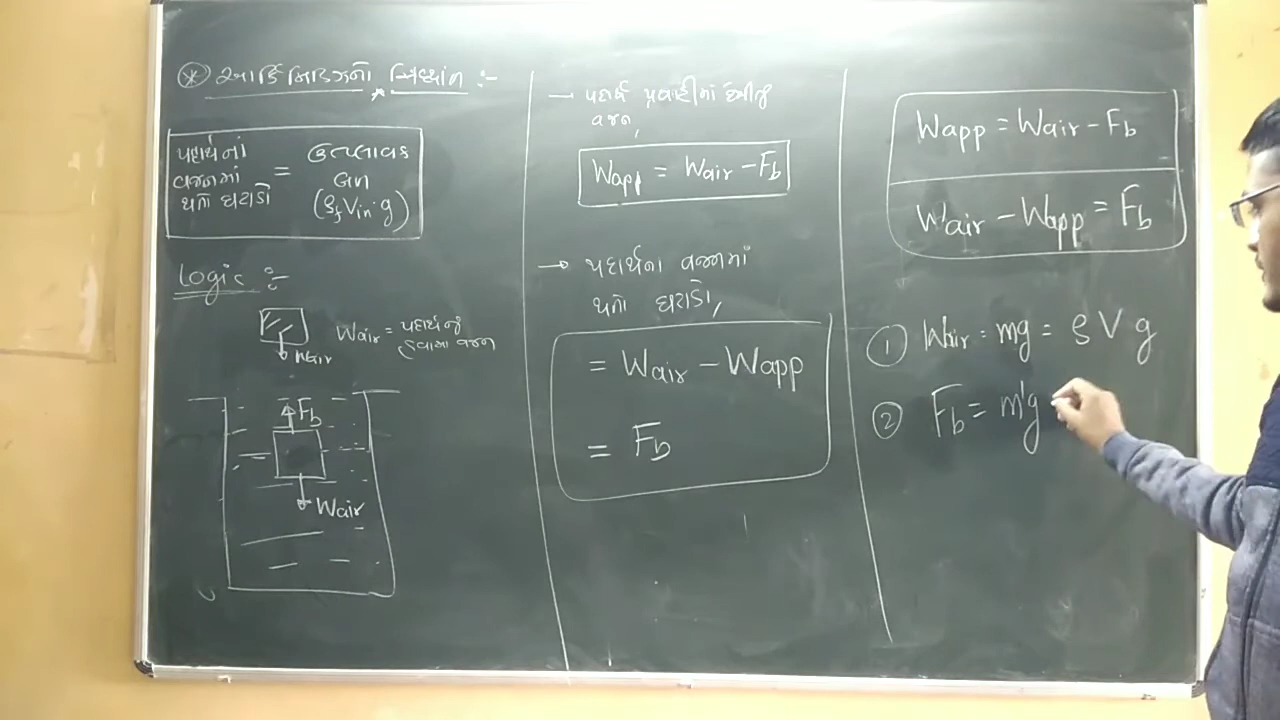 * આર્કિમિડિઝનો સિધ્ધાંત :-
પદાર્થનાં
વજનમાં
થતો ઘટાડો
=
ઉત્પ્લાવક
બળ
(ρf Vin·g)
Logic :-
Wair
Wair = પદાર્થનું
હવામાં વજન
Fb
Wair
→ પદાર્થ પ્રવાહીમાં હોય
વજન,
Wapp = Wair - Fb
→ પદાર્થના વજનમાં
થતો ઘટાડો,
= Wair - Wapp
= Fb
Wapp = Wair - Fb
Wair - Wapp = Fb
① Wair = mg = ρ V g
② Fb = m'g